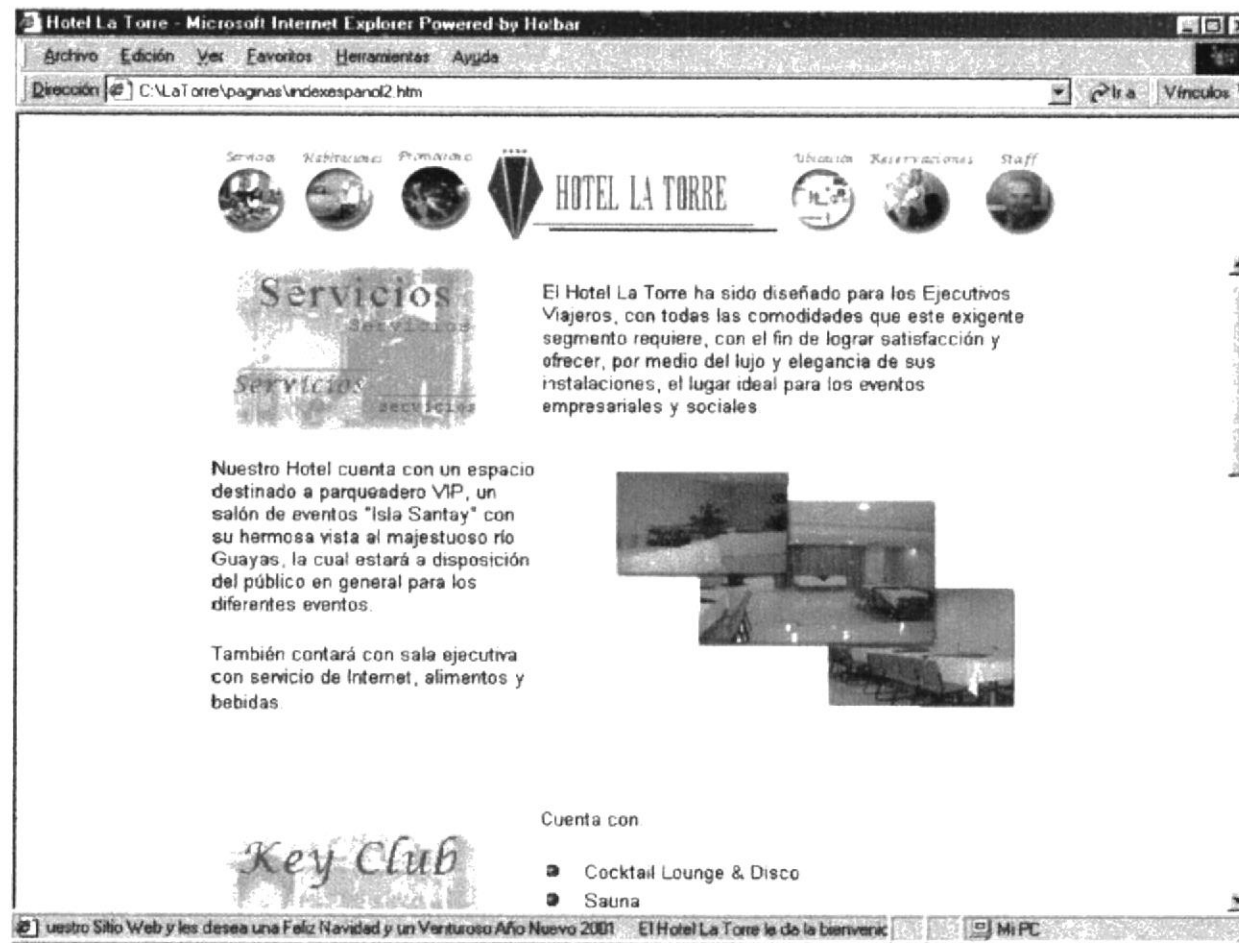 Hotel La Torre - Microsoft Internet Explorer Powered by Hotbar
Archivo Edición Ver Favoritos Herramientas Ayuda
Dirección C:\LaTorre\paginas\indexespanol2.htm Ir a Vínculos
Servicios Habitaciones Promociono Ubicación Reservaciones Staff
HOTEL LA TORRE
Servicios
Servicios
Servicios
servicios
El Hotel La Torre ha sido diseñado para los Ejecutivos
Viajeros, con todas las comodidades que este exigente
segmento requiere, con el fin de lograr satisfacción y
ofrecer, por medio del lujo y elegancia de sus
instalaciones, el lugar ideal para los eventos
empresariales y sociales.
Nuestro Hotel cuenta con un espacio
destinado a parqueadero VIP, un
salón de eventos "Isla Santay" con
su hermosa vista al majestuoso río
Guayas, la cual estará a disposición
del público en general para los
diferentes eventos.
También contará con sala ejecutiva
con servicio de Internet, alimentos y
bebidas.
Cuenta con:
Key Club
Cocktail Lounge & Disco
Sauna
uestro Sitio Web y les desea una Feliz Navidad y un Venturoso Año Nuevo 2001 El Hotel La Torre le da la bienvenic Mi PC